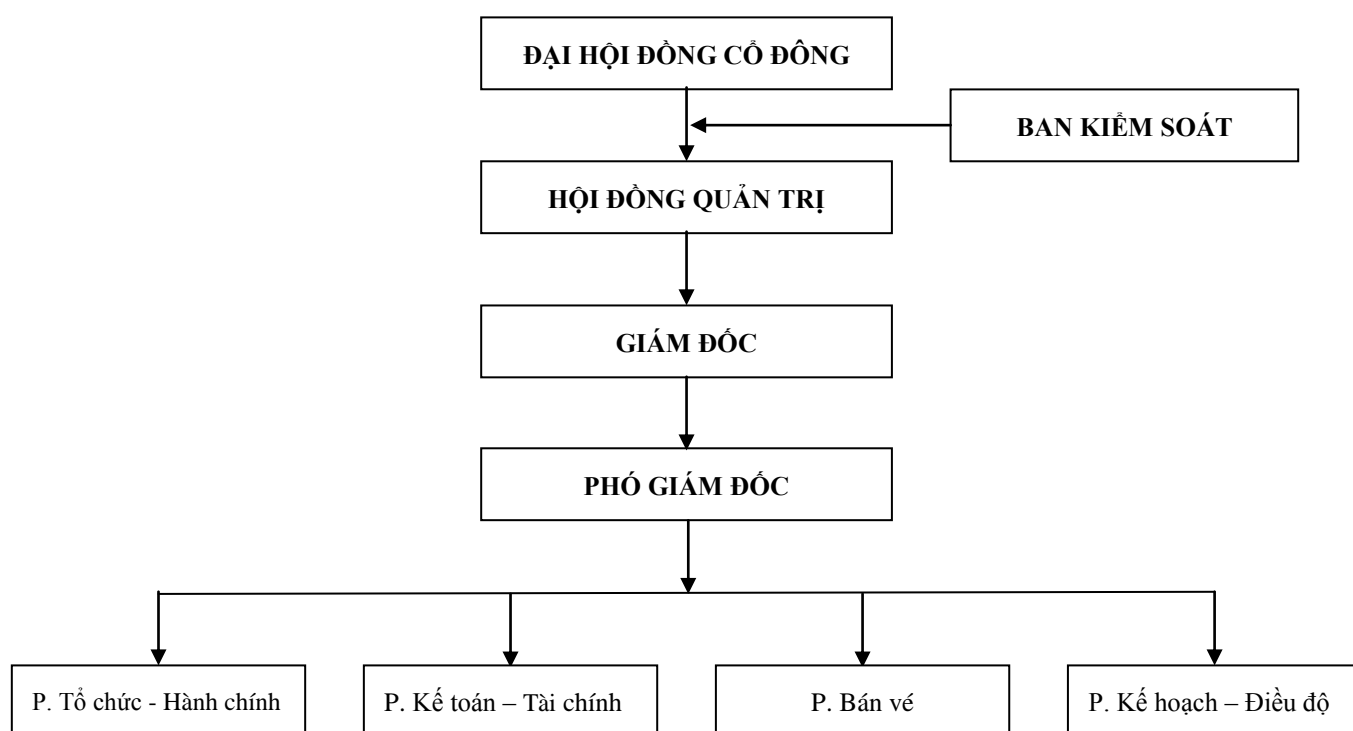 ĐẠI HỘI ĐỒNG CỔ ĐÔNG
BAN KIỂM SOÁT
HỘI ĐỒNG QUẢN TRỊ
GIÁM ĐỐC
PHÓ GIÁM ĐỐC
P. Tổ chức - Hành chính
P. Kế toán – Tài chính
P. Bán vé
P. Kế hoạch – Điều độ